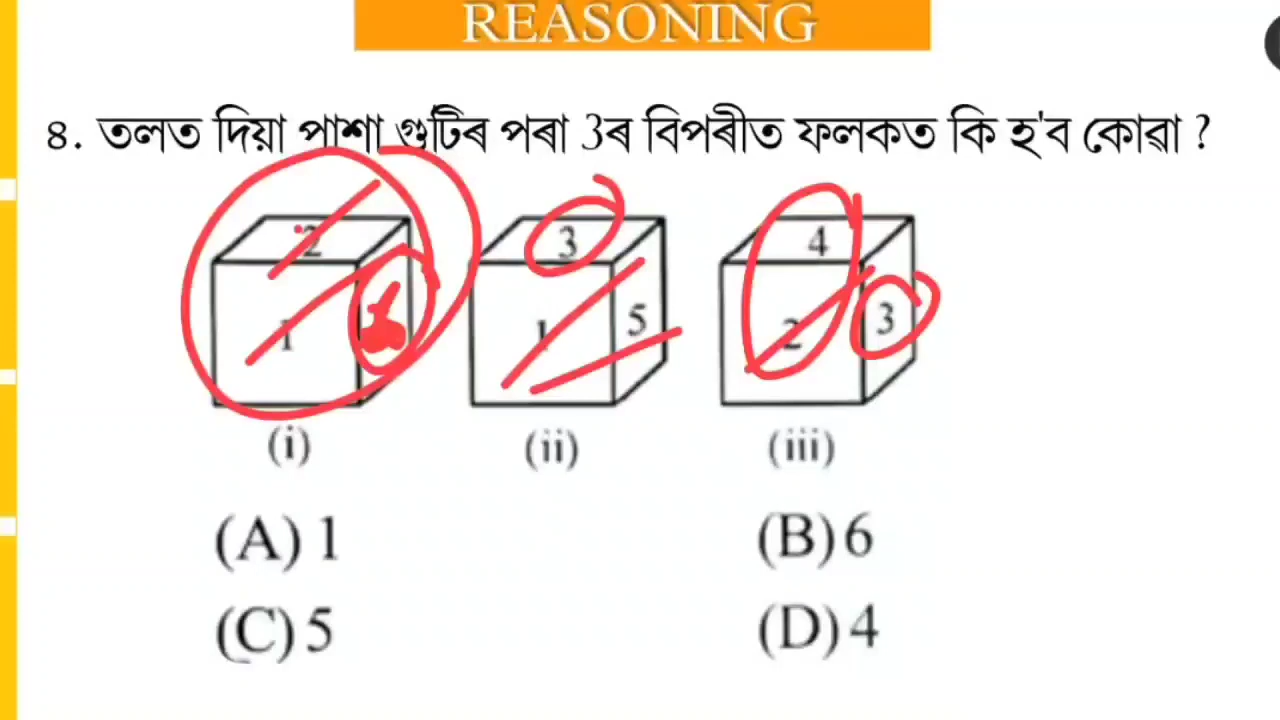 REASONING
৪. তলত দিয়া পাশা গুটিৰ পৰা 3ৰ বিপৰীত ফলকত কি হ'ব কোৱা ?
2 3 4
1 1 5 2 3
(i) (ii) (iii)
(A) 1 (B) 6
(C) 5 (D) 4